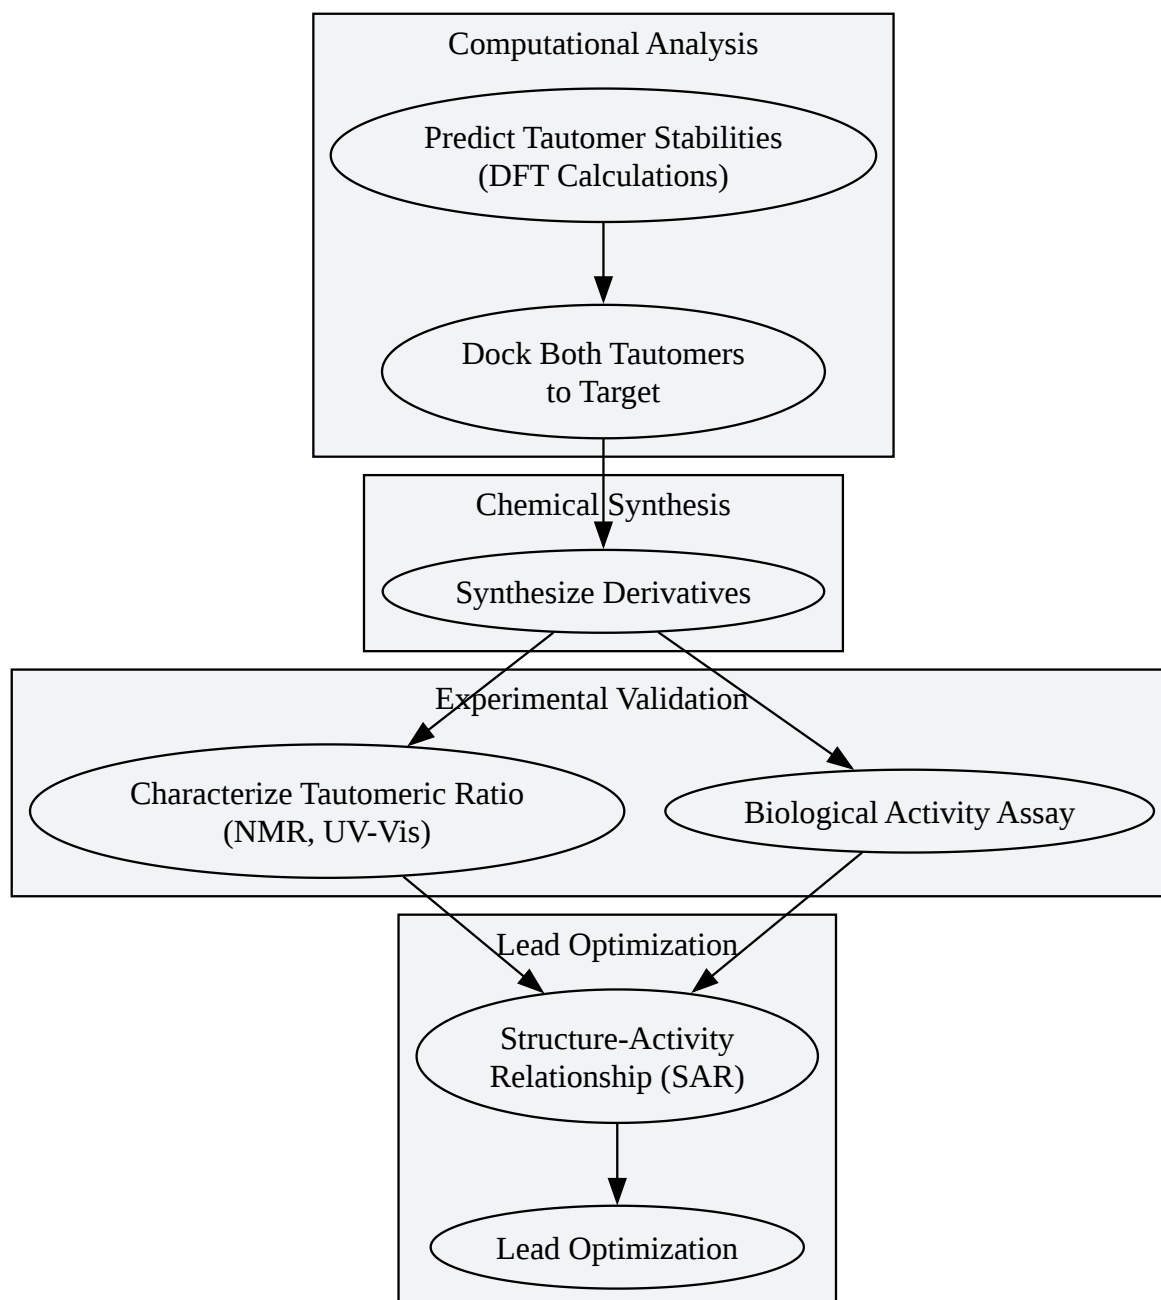 Computational Analysis
Predict Tautomer Stabilities
(DFT Calculations)
Dock Both Tautomers
to Target
Chemical Synthesis
Synthesize Derivatives
Experimental Validation
Characterize Tautomeric Ratio
(NMR, UV-Vis)
Biological Activity Assay
Lead Optimization
Structure-Activity
Relationship (SAR)
Lead Optimization